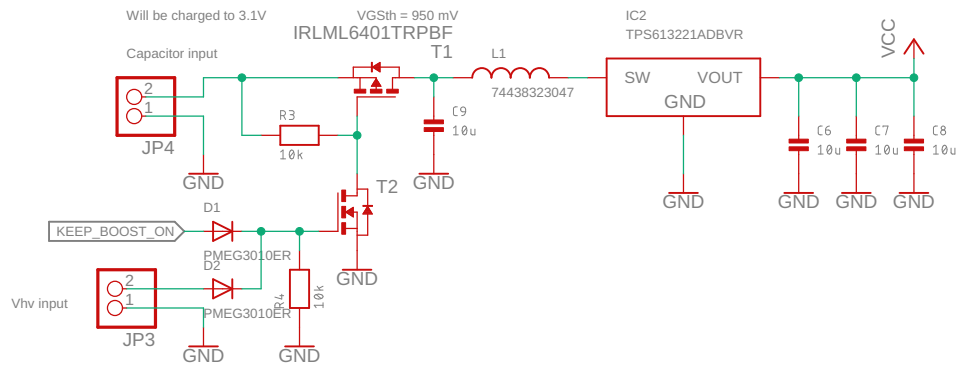 Will be charged to 3.1V
VGSth = 950 mV
IRLML6401TRPBF
T1
IC2
TPS613221ADBVR
VCC
Capacitor input
L1
74438323047
SW
VOUT
GND
2
1
JP4
R3
10k
C9
10u
C6
10u
C7
10u
C8
10u
GND
GND
GND
GND
GND
GND
T2
D1
KEEP_BOOST_ON
PMEG3010ER
D2
GND
Vhv input
2
1
JP3
PMEG3010ER
R4
10k
GND
GND